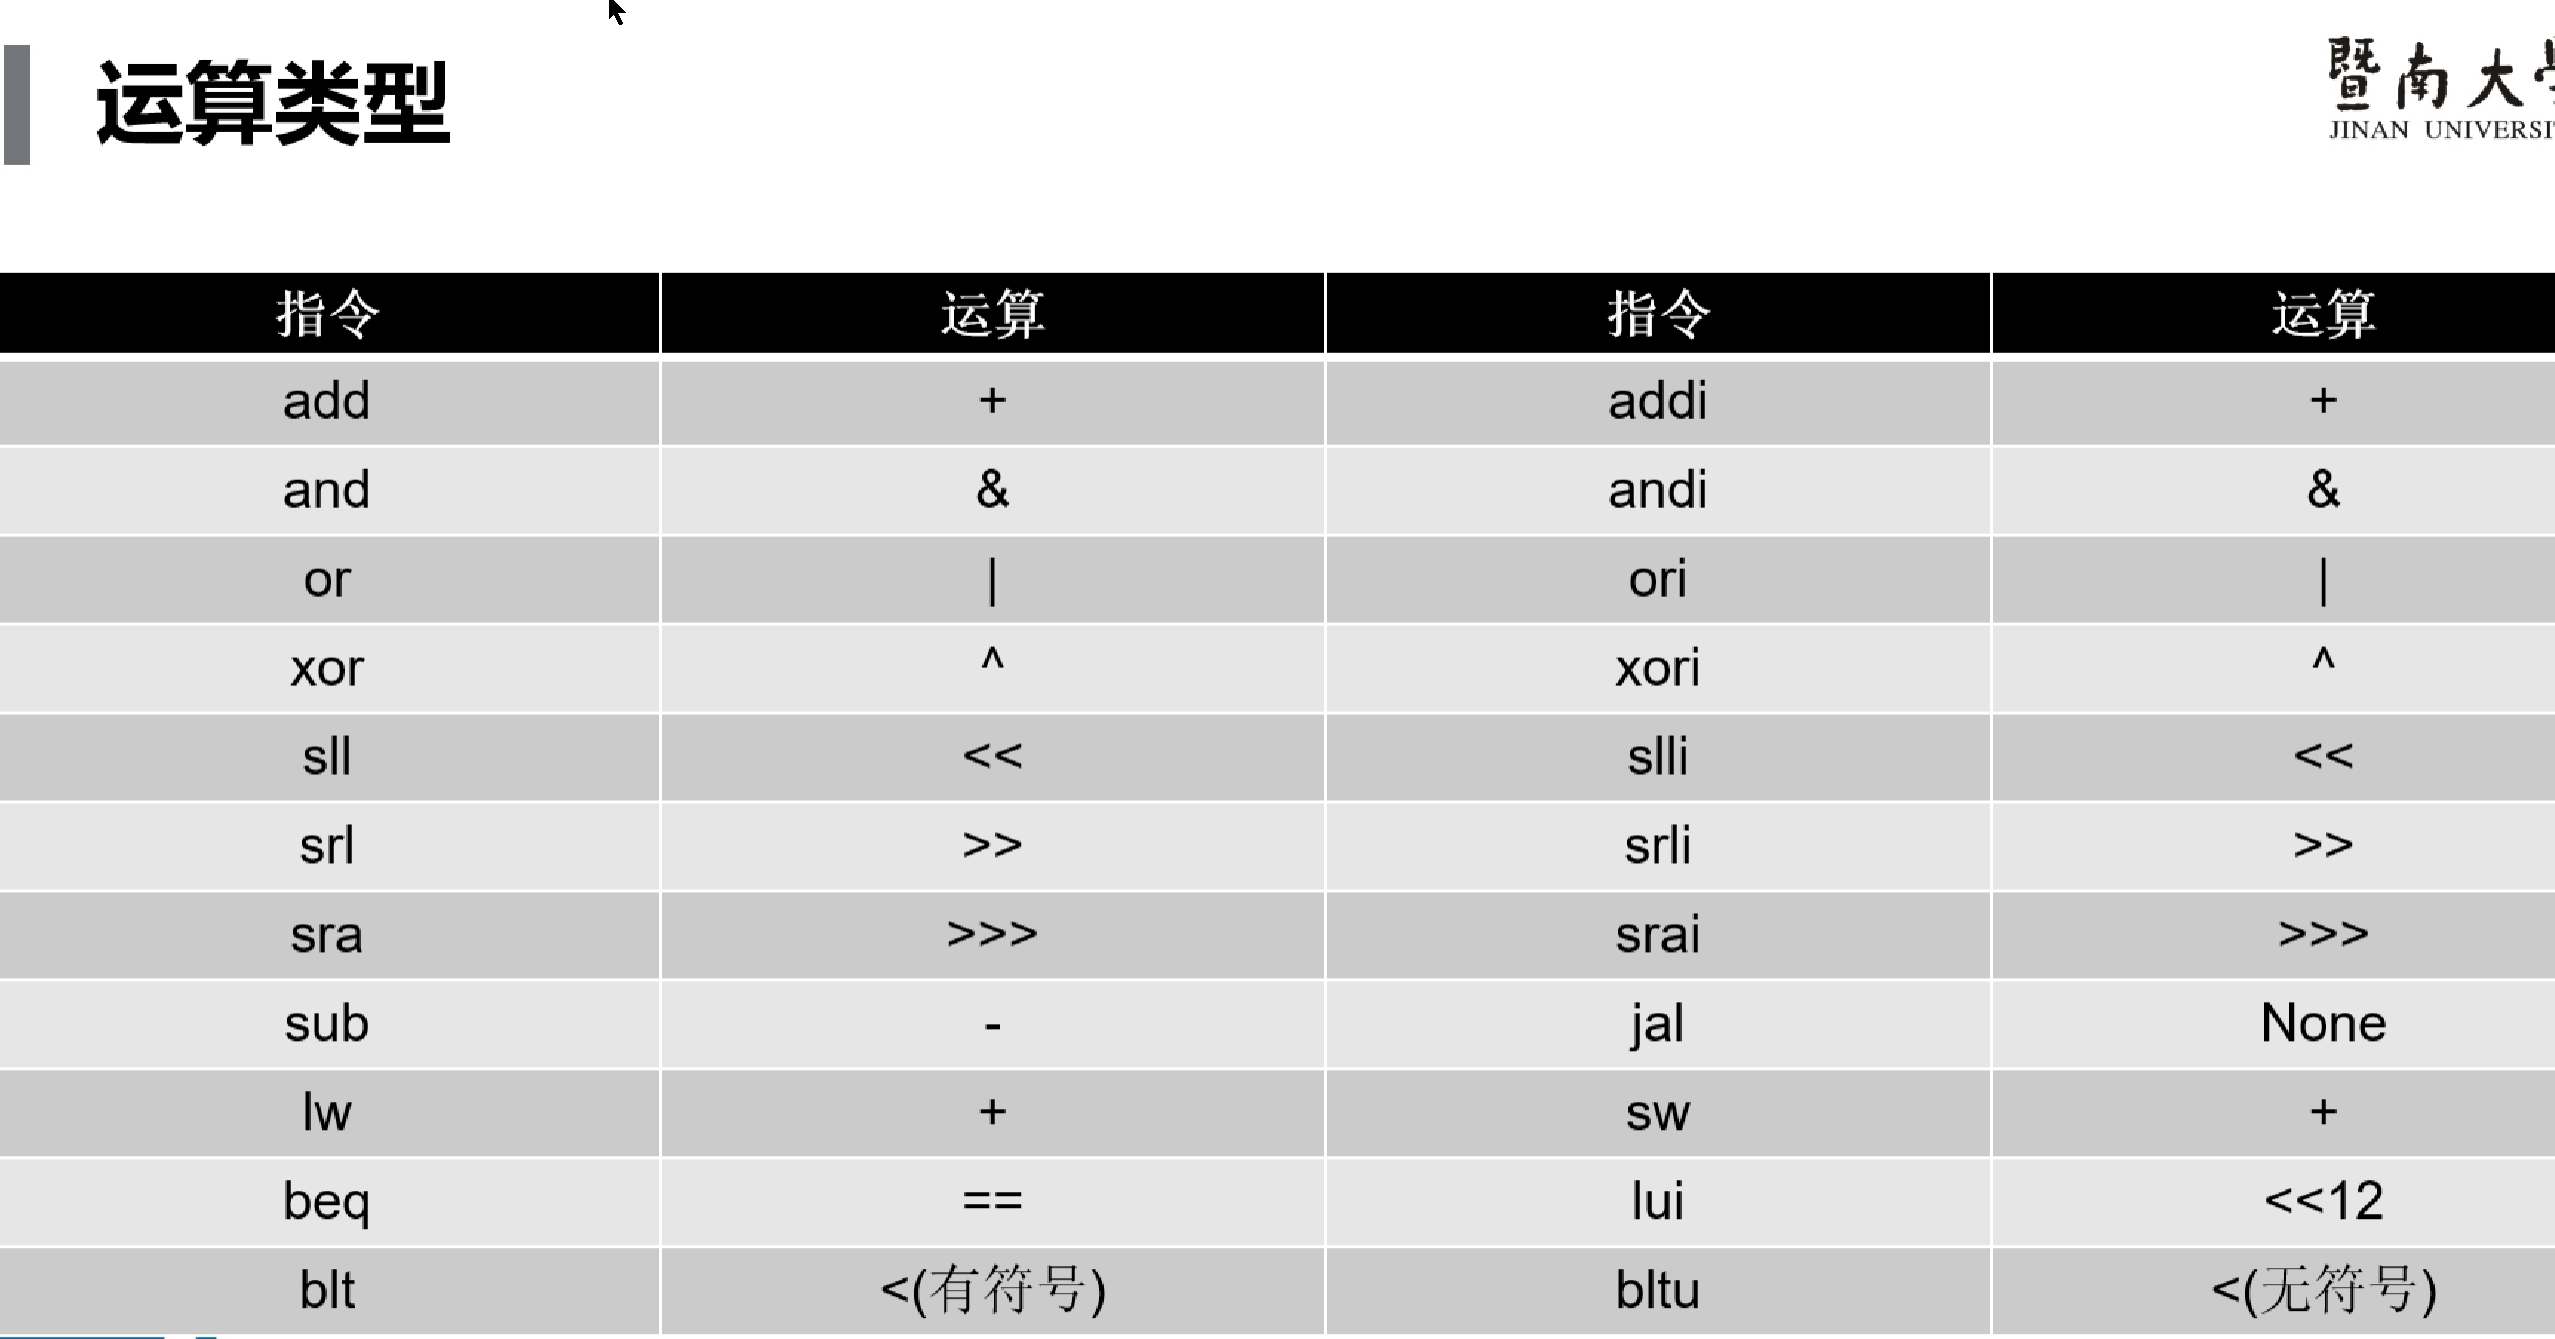 运算类型
暨南大
JINAN UNIVERSI
指令 运算 指令 运算
add + addi +
and & andi &
or | ori |
xor ^ xori ^
sll << slli <<
srl >> srli >>
sra >>> srai >>>
sub - jal None
lw + sw +
beq == lui <<12
blt <(有符号) bltu <(无符号)